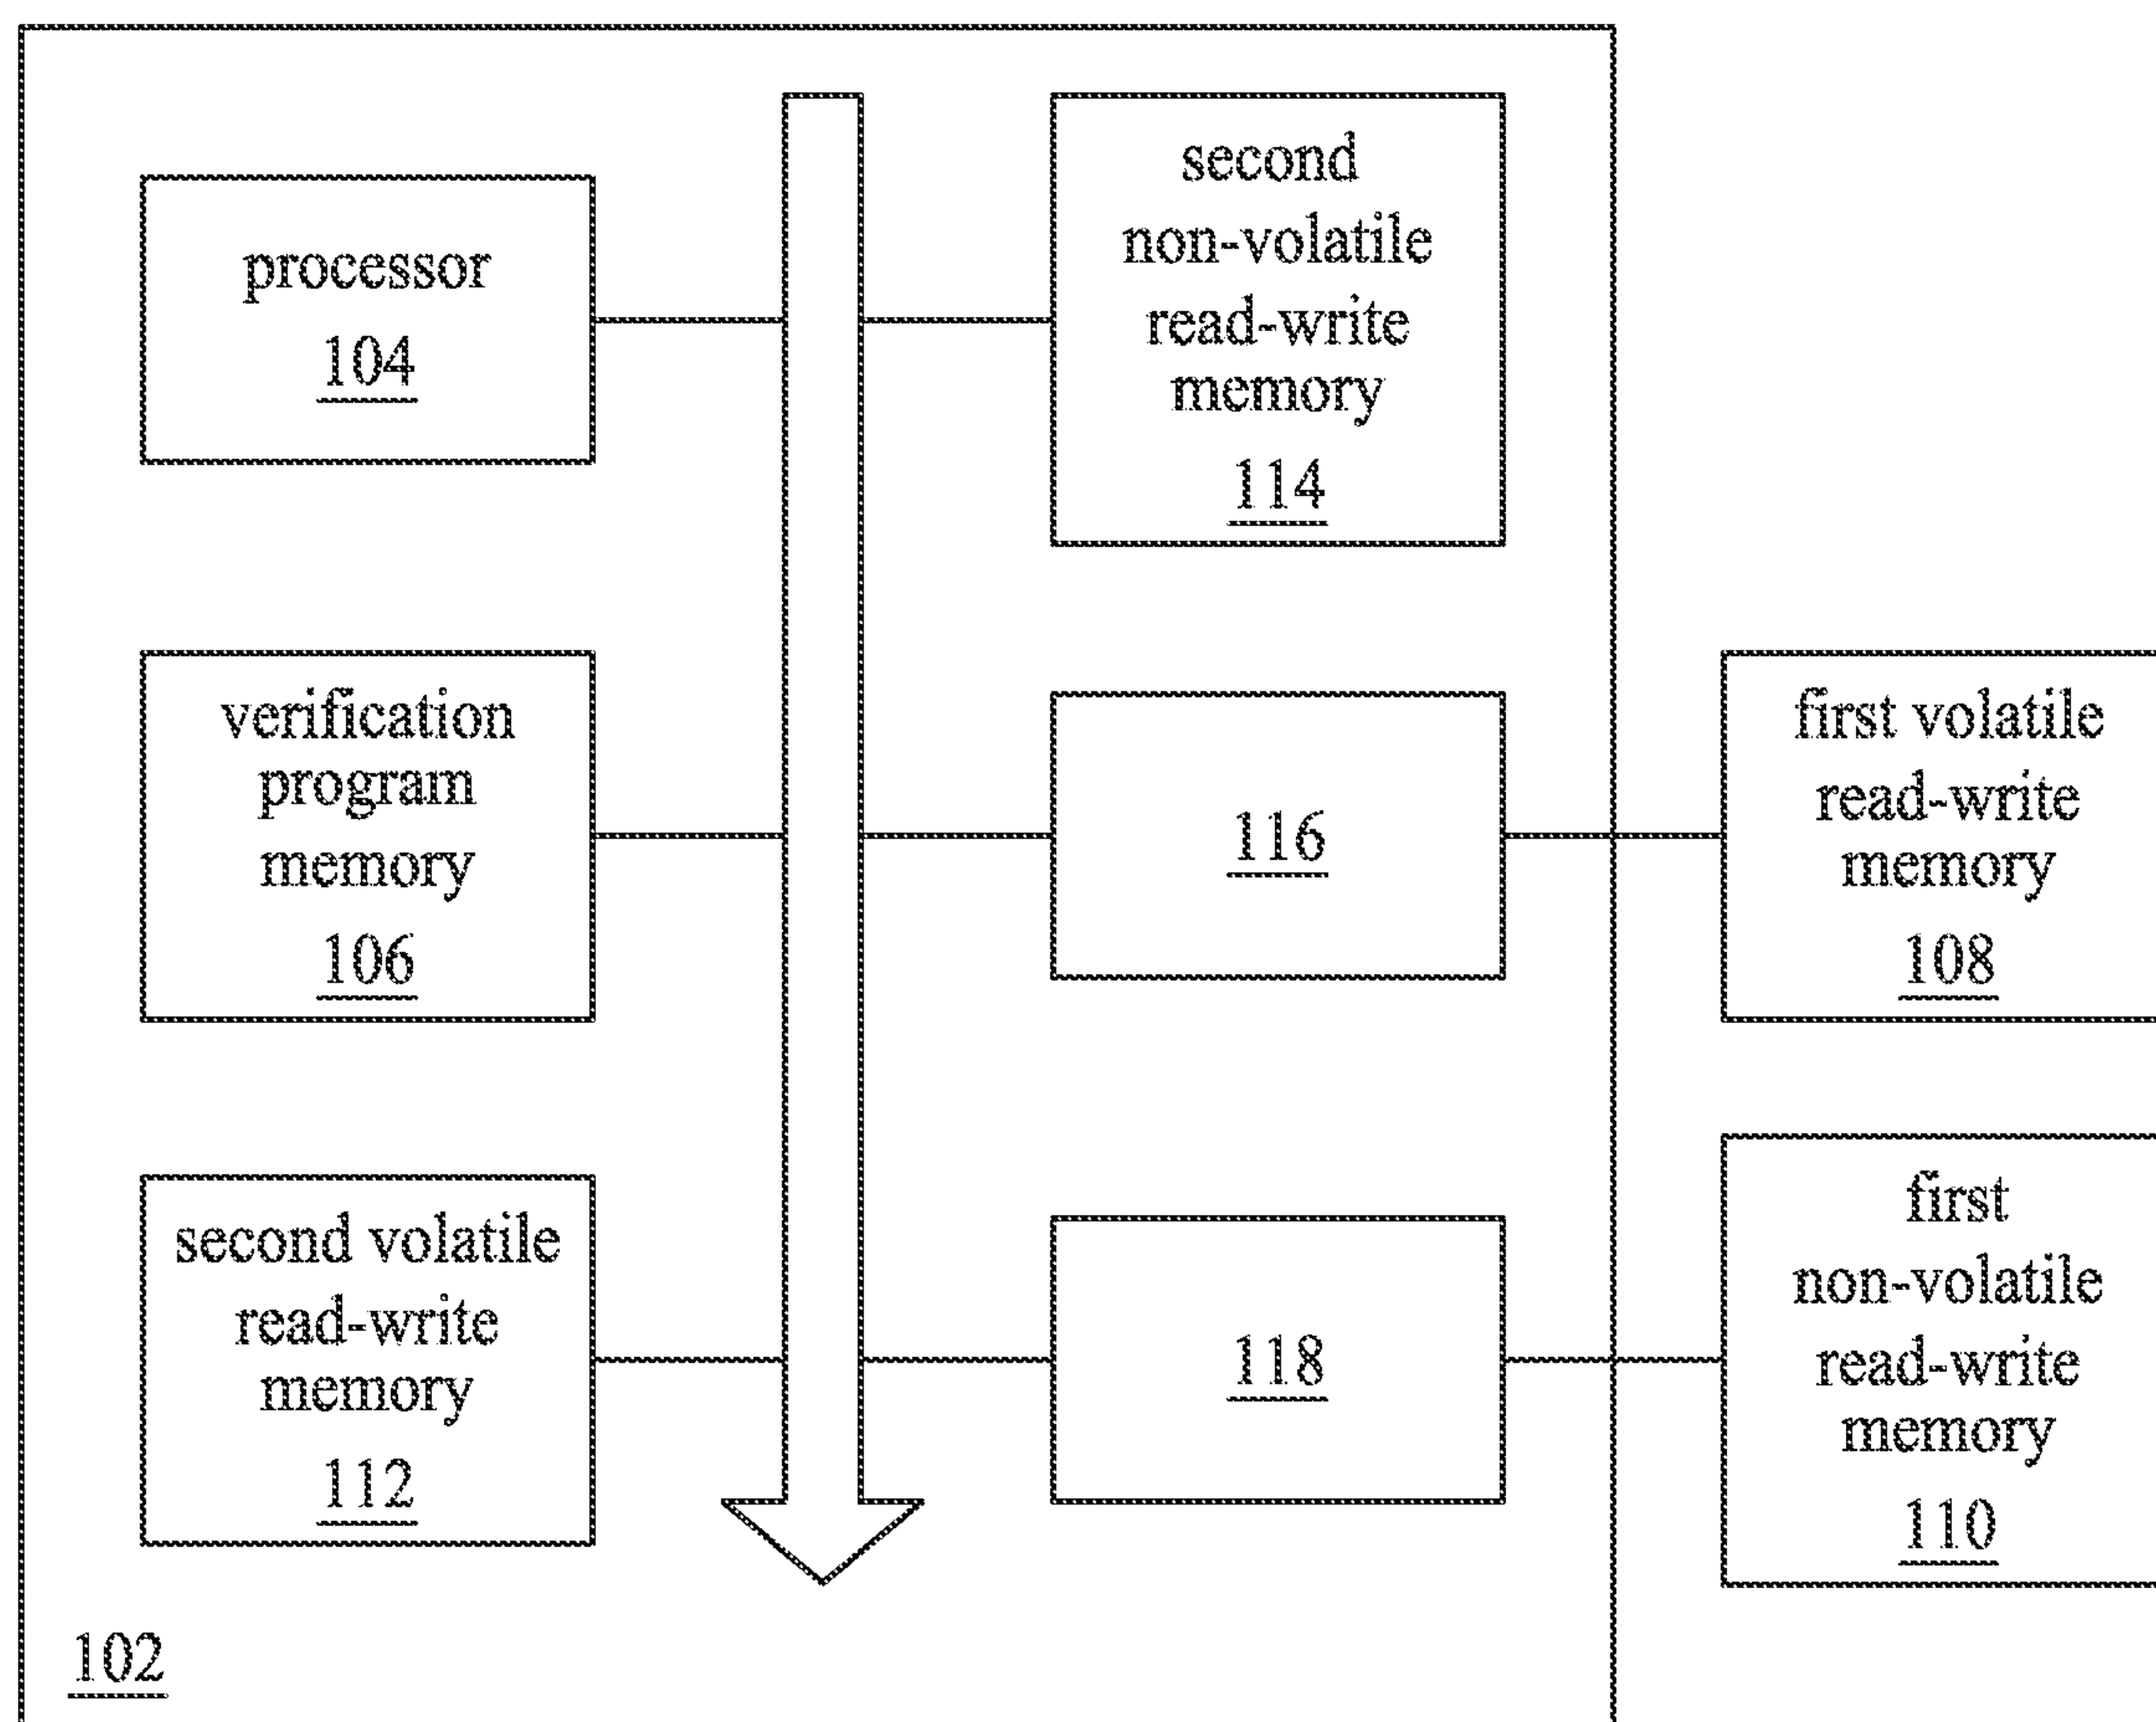 processor
104
second
non-volatile
read-write
memory
114
verification
program
memory
106
116
first volatile
read-write
memory
108
second volatile
read-write
memory
112
118
first
non-volatile
read-write
memory
110
102